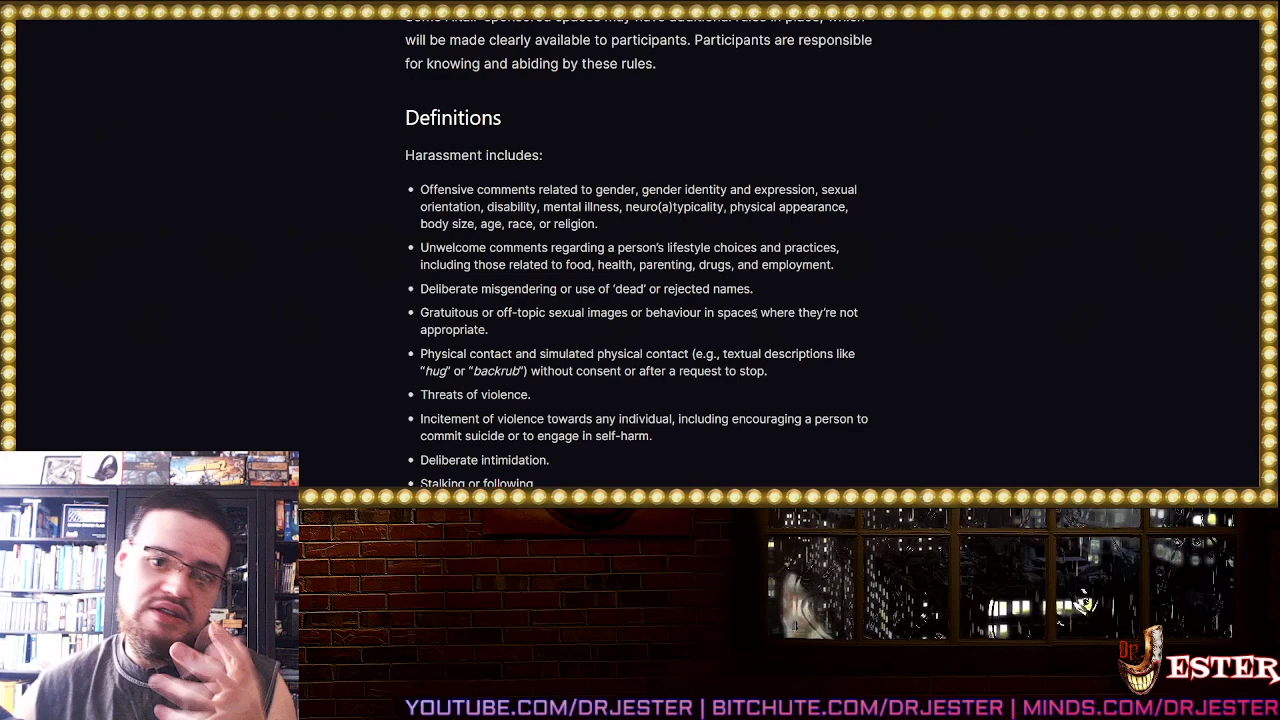 will be made clearly available to participants. Participants are responsible
for knowing and abiding by these rules.
Definitions
Harassment includes:
• Offensive comments related to gender, gender identity and expression, sexual
orientation, disability, mental illness, neuro(a)typicality, physical appearance,
body size, age, race, or religion.
• Unwelcome comments regarding a person's lifestyle choices and practices,
including those related to food, health, parenting, drugs, and employment.
• Deliberate misgendering or use of 'dead' or rejected names.
• Gratuitous or off-topic sexual images or behaviour in spaces where they're not
appropriate.
• Physical contact and simulated physical contact (e.g., textual descriptions like
"hug" or "backrub") without consent or after a request to stop.
• Threats of violence.
• Incitement of violence towards any individual, including encouraging a person to
commit suicide or to engage in self-harm.
• Deliberate intimidation.
• Stalking or following
Dr
JESTER
YOUTUBE.COM/DRJESTER | BITCHUTE.COM/DRJESTER | MINDS.COM/DRJESTER